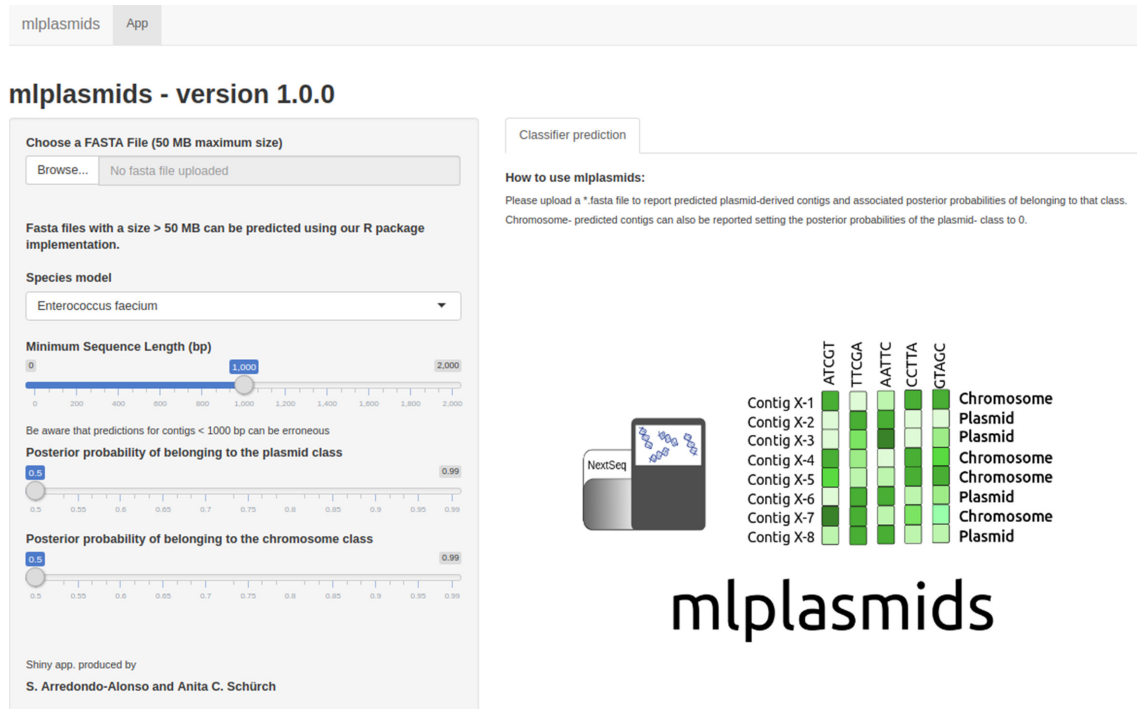 mlplasmids App
mlplasmids - version 1.0.0
Choose a FASTA File (50 MB maximum size)
Browse... No fasta file uploaded
Fasta files with a size > 50 MB can be predicted using our R package
implementation.
Species model
Enterococcus faecium
Minimum Sequence Length (bp)
0 1,000 2,000
0 200 400 600 800 1,000 1,200 1,400 1,600 1,800 2,000
Be aware that predictions for contigs < 1000 bp can be erroneous
Posterior probability of belonging to the plasmid class
0.5 0.99
0.5 0.55 0.6 0.65 0.7 0.75 0.8 0.85 0.9 0.95 0.99
Posterior probability of belonging to the chromosome class
0.5 0.99
0.5 0.55 0.6 0.65 0.7 0.75 0.8 0.85 0.9 0.95 0.99
Shiny app. produced by
S. Arredondo-Alonso and Anita C. Schürch
Classifier prediction
How to use mlplasmids:
Please upload a *.fasta file to report predicted plasmid-derived contigs and associated posterior probabilities of belonging to that class.
Chromosome- predicted contigs can also be reported setting the posterior probabilities of the plasmid- class to 0.
NextSeq
ATCGT TTCGA AATTC CCTTA GTAGC
Contig X-1 Chromosome
Contig X-2 Plasmid
Contig X-3 Plasmid
Contig X-4 Chromosome
Contig X-5 Chromosome
Contig X-6 Plasmid
Contig X-7 Chromosome
Contig X-8 Plasmid
mlplasmids